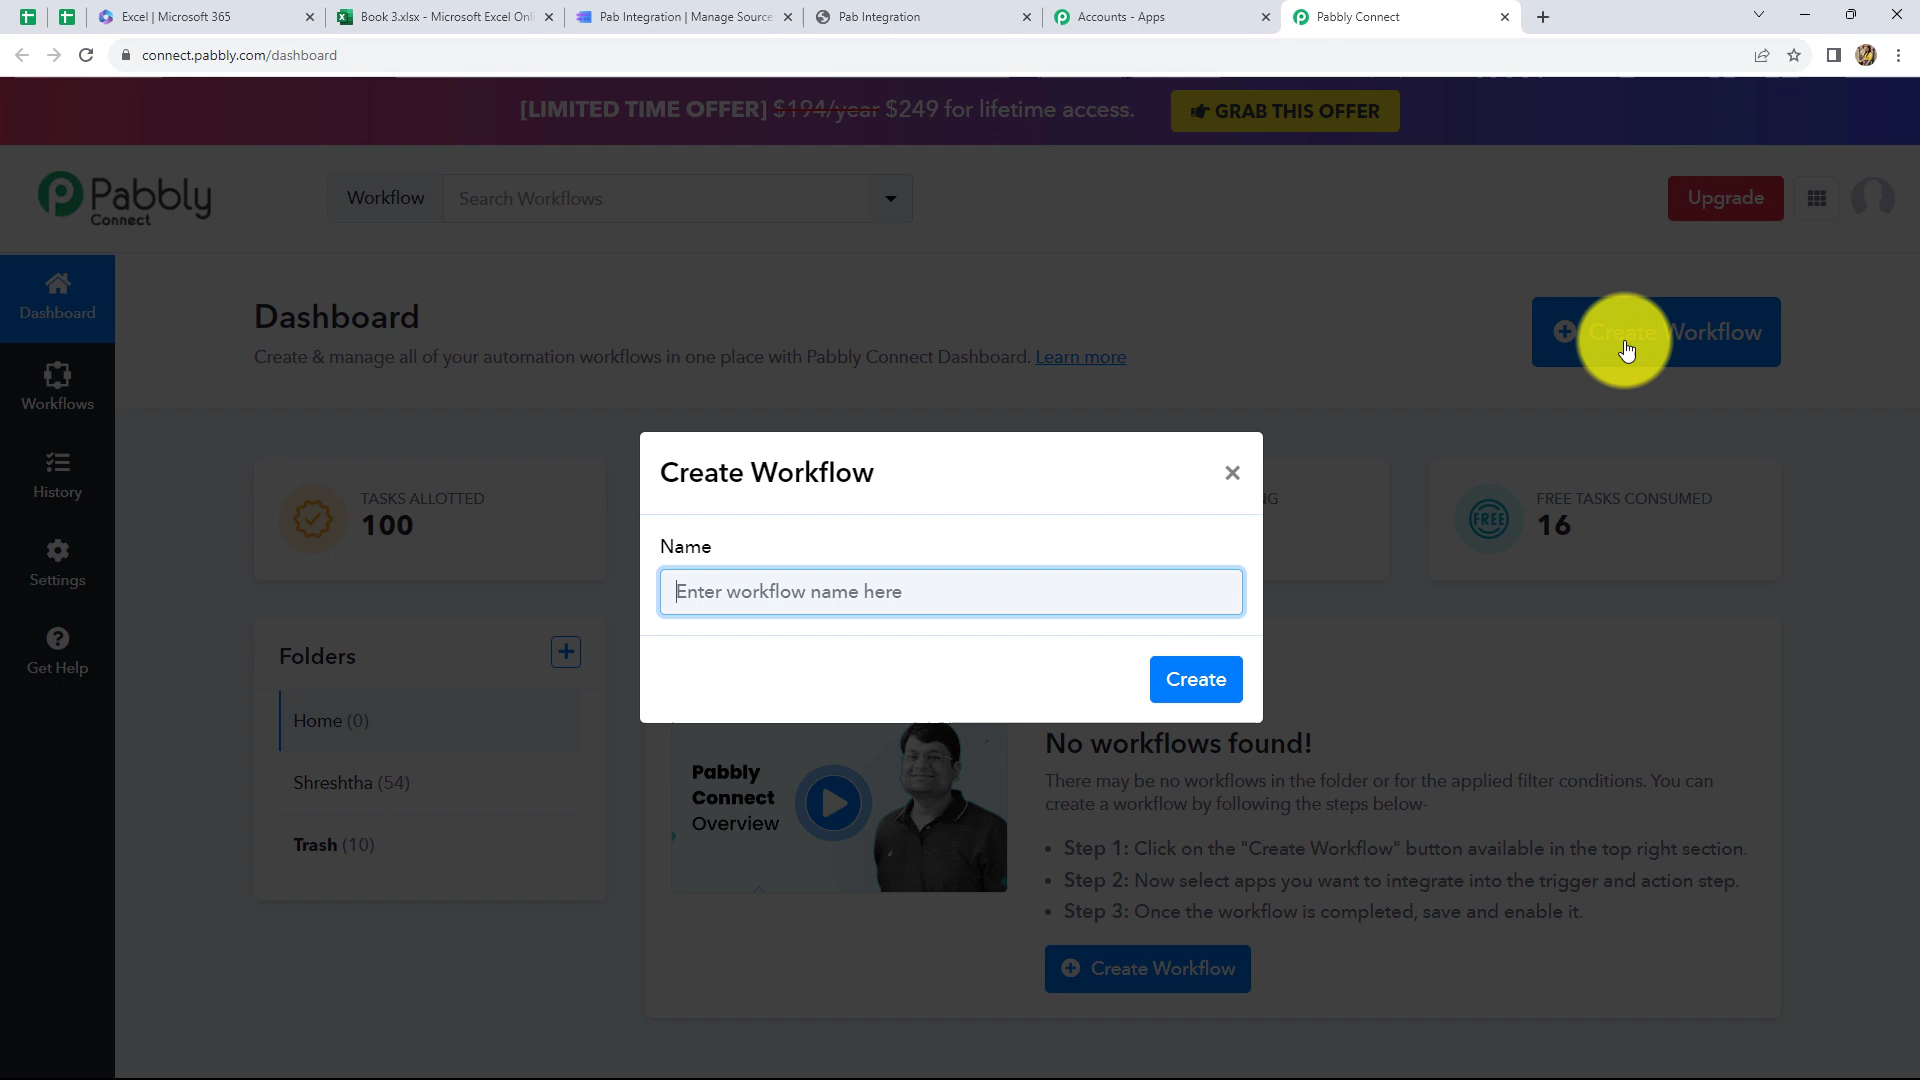 Excel | Microsoft 365
Book 3.xlsx - Microsoft Excel Onli
Pab Integration | Manage Source
Pab Integration
Accounts - Apps
Pabbly Connect
connect.pabbly.com/dashboard
[LIMITED TIME OFFER] $194/year $249 for lifetime access.
GRAB THIS OFFER
Pabbly
Connect
Workflow
Search Workflows
Upgrade
Dashboard
Workflows
History
Settings
Get Help
Dashboard
Create & manage all of your automation workflows in one place with Pabbly Connect Dashboard. Learn more
Create Workflow
TASKS ALLOTTED
100
NG
FREE
FREE TASKS CONSUMED
16
Create Workflow
Name
Enter workflow name here
Create
Folders
Home (0)
Shreshtha (54)
Trash (10)
Pabbly
Connect
Overview
No workflows found!
There may be no workflows in the folder or for the applied filter conditions. You can
create a workflow by following the steps below-
• Step 1: Click on the "Create Workflow" button available in the top right section.
• Step 2: Now select apps you want to integrate into the trigger and action step.
• Step 3: Once the workflow is completed, save and enable it.
Create Workflow